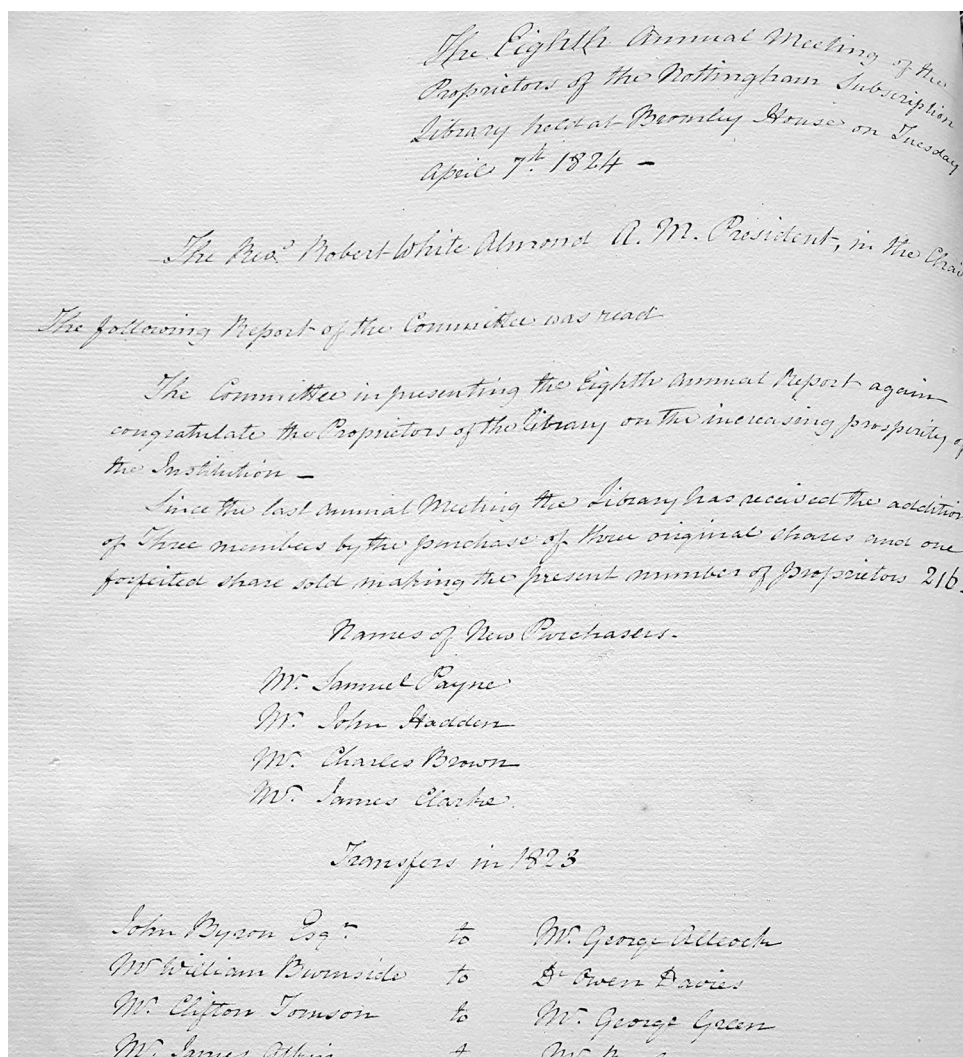 The Eighth Annual Meeting of the
Proprietors of the Nottingham Subscription
Library held at Bromley House on Tuesday
April 7th. 1824 —
The Revd. Robert White Almond A. M. President, in the Chair
The following Report of the Committee was read
The Committee in presenting the Eighth Annual Report again
congratulate the Proprietors of the Library on the increasing prosperity of
the Institution —
Since the last annual Meeting the Library has received the addition
of Three members by the purchase of three original shares and one
forfeited share sold making the present number of proprietors 216.
Names of New Purchasers.
Mr. Samuel Payne
Mr. John Hadden
Mr. Charles Brown
Mr. James Clarke.
Transfers in 1823
John Byron Esqr. to Mr. George Allcock
Mr William Burnside to Dr Owen Davies
Mr. Clifton Tomson to Mr. George Green
Mr. James to Mr.